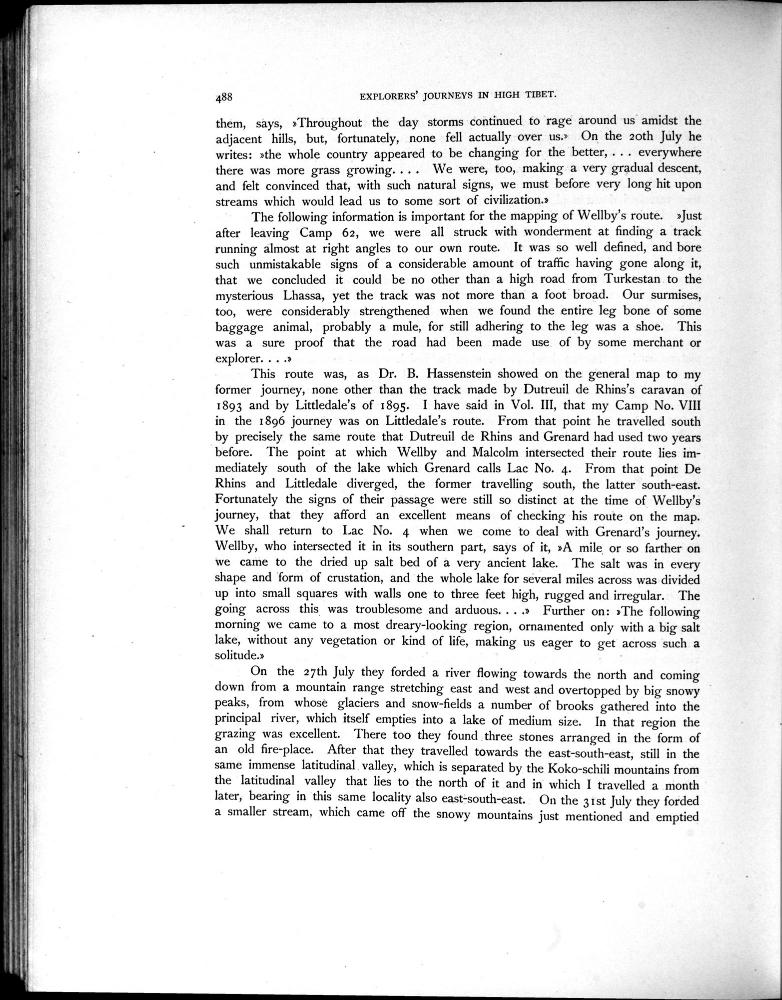 488 EXPLORERS' JOURNEYS IN HIGH TIBET.
them, says, »Throughout the day storms continued to rage around us amidst the
adjacent hills, but, fortunately, none fell actually over us.» On the 20th July he
writes: »the whole country appeared to be changing for the better, . . . everywhere
there was more grass growing. . . . We were, too, making a very gradual descent,
and felt convinced that, with such natural signs, we must before very long hit upon
streams which would lead us to some sort of civilization.»
The following information is important for the mapping of Wellby's route. »Just
after leaving Camp 62, we were all struck with wonderment at finding a track
running almost at right angles to our own route. It was so well defined, and bore
such unmistakable signs of a considerable amount of traffic having gone along it,
that we concluded it could be no other than a high road from Turkestan to the
mysterious Lhassa, yet the track was not more than a foot broad. Our surmises,
too, were considerably strengthened when we found the entire leg bone of some
baggage animal, probably a mule, for still adhering to the leg was a shoe. This
was a sure proof that the road had been made use of by some merchant or
explorer. . . .»
This route was, as Dr. B. Hassenstein showed on the general map to my
former journey, none other than the track made by Dutreuil de Rhins's caravan of
1893 and by Littledale's of 1895. I have said in Vol. III, that my Camp No. VIII
in the 1896 journey was on Littledale's route. From that point he travelled south
by precisely the same route that Dutreuil de Rhins and Grenard had used two years
before. The point at which Wellby and Malcolm intersected their route lies im-
mediately south of the lake which Grenard calls Lac No. 4. From that point De
Rhins and Littledale diverged, the former travelling south, the latter south-east.
Fortunately the signs of their passage were still so distinct at the time of Wellby's
journey, that they afford an excellent means of checking his route on the map.
We shall return to Lac No. 4 when we come to deal with Grenard's journey.
Wellby, who intersected it in its southern part, says of it, »A mile or so farther on
we came to the dried up salt bed of a very ancient lake. The salt was in every
shape and form of crustation, and the whole lake for several miles across was divided
up into small squares with walls one to three feet high, rugged and irregular. The
going across this was troublesome and arduous. . . .» Further on: »The following
morning we came to a most dreary-looking region, ornamented only with a big salt
lake, without any vegetation or kind of life, making us eager to get across such a
solitude.»
On the 27th July they forded a river flowing towards the north and coming
down from a mountain range stretching east and west and overtopped by big snowy
peaks, from whose glaciers and snow-fields a number of brooks gathered into the
principal river, which itself empties into a lake of medium size. In that region the
grazing was excellent. There too they found three stones arranged in the form of
an old fire-place. After that they travelled towards the east-south-east, still in the
same immense latitudinal valley, which is separated by the Koko-schili mountains from
the latitudinal valley that lies to the north of it and in which I travelled a month
later, bearing in this same locality also east-south-east. On the 31st July they forded
a smaller stream, which came off the snowy mountains just mentioned and emptied